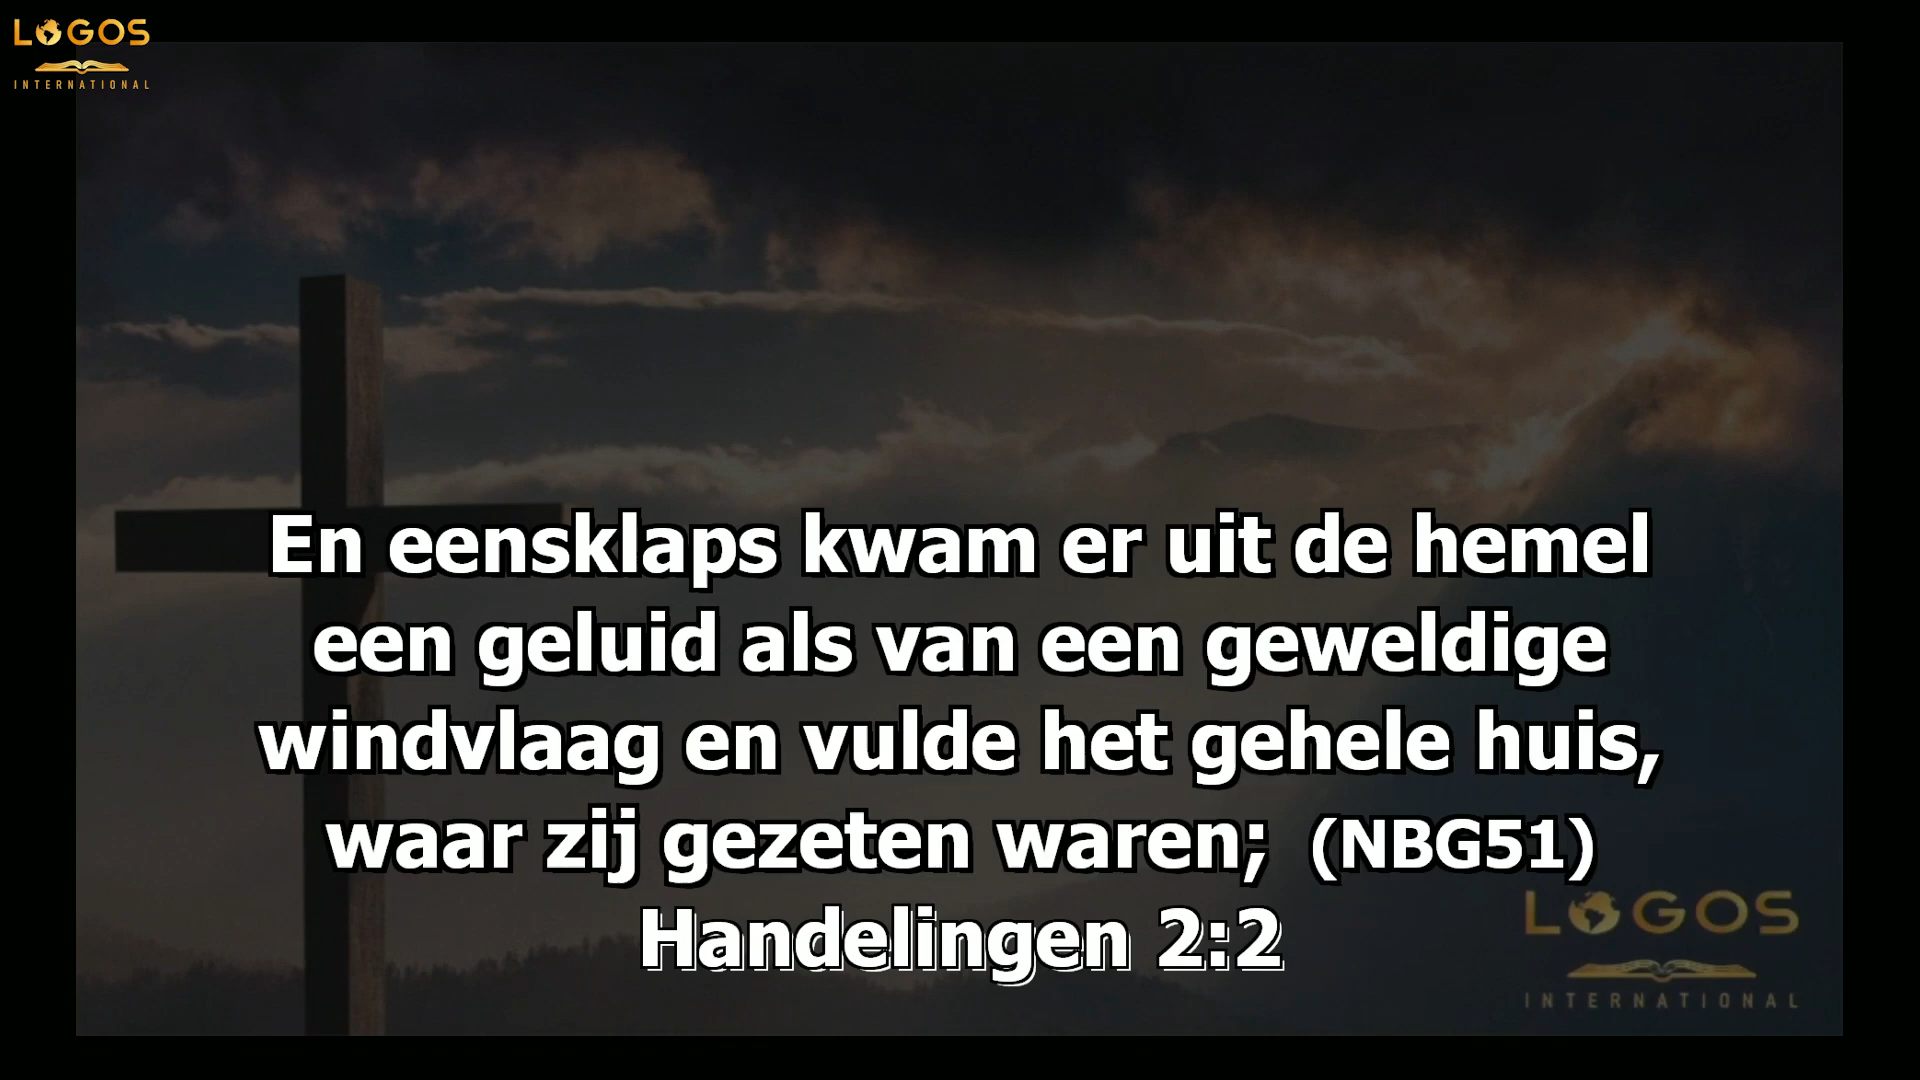 LOGOS
INTERNATIONAL
En eensklaps kwam er uit de hemel
een geluid als van een geweldige
windvlaag en vulde het gehele huis,
waar zij gezeten waren; (NBG51)
Handelingen 2:2
LOGOS
INTERNATIONAL